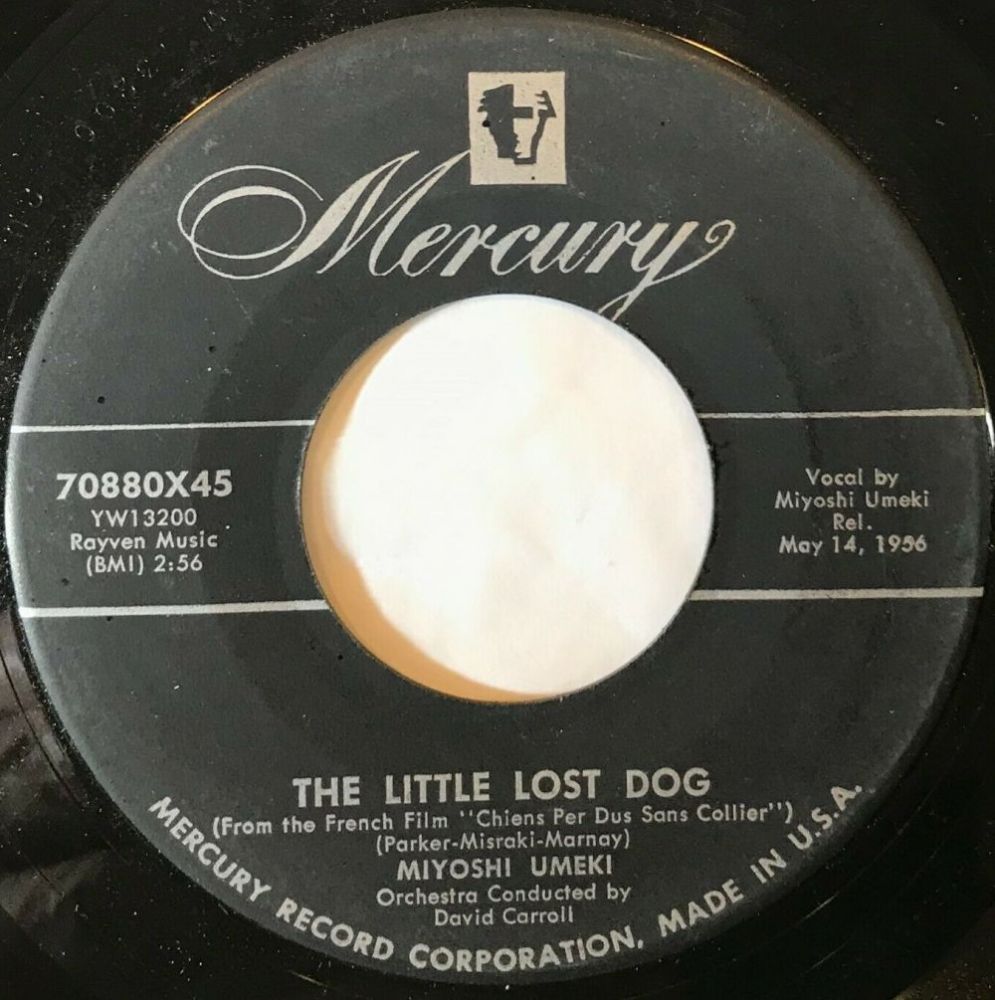 Mercury
70880X45
YW13200
Rayven Music
(BMI) 2:56
Vocal by
Miyoshi Umeki
Rel.
May 14, 1956
THE LITTLE LOST DOG
(From the French Film "Chiens Per Dus Sans Collier")
(Parker-Misraki-Marnay)
MIYOSHI UMEKI
Orchestra Conducted by
David Carroll
MERCURY RECORD CORPORATION, MADE IN U.S.A.